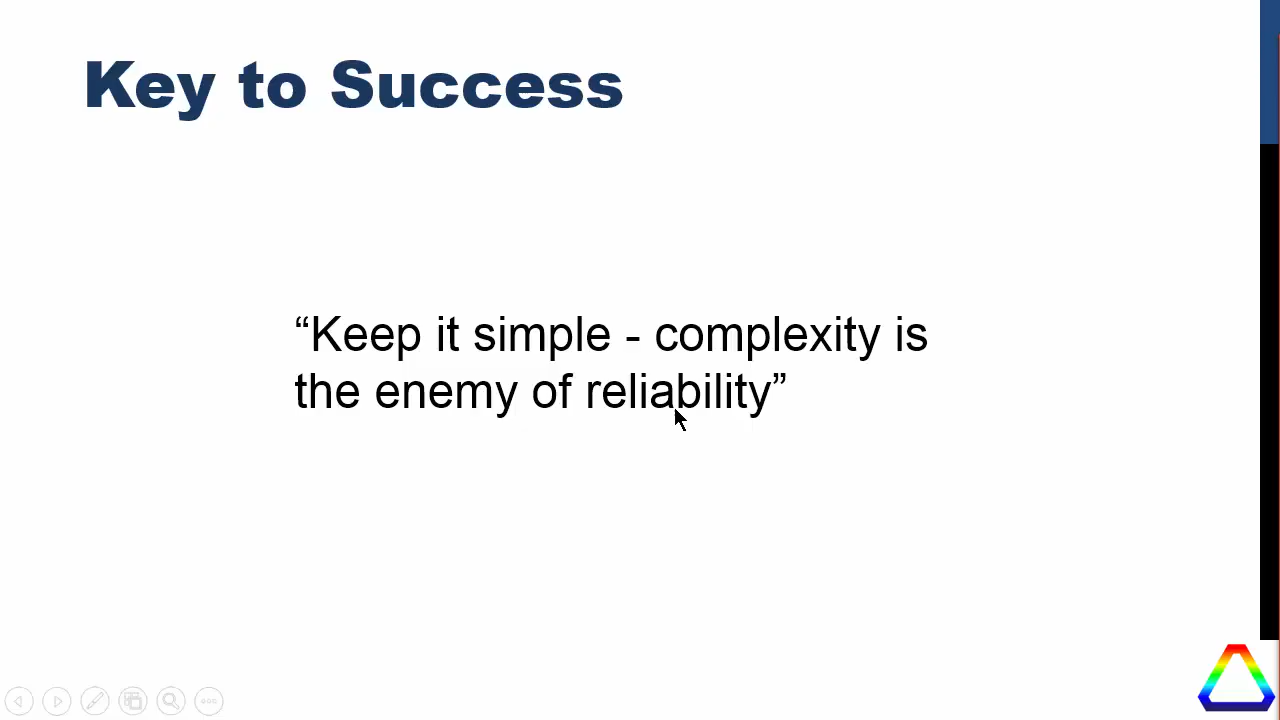 Key to Success
“Keep it simple - complexity is
the enemy of reliability”